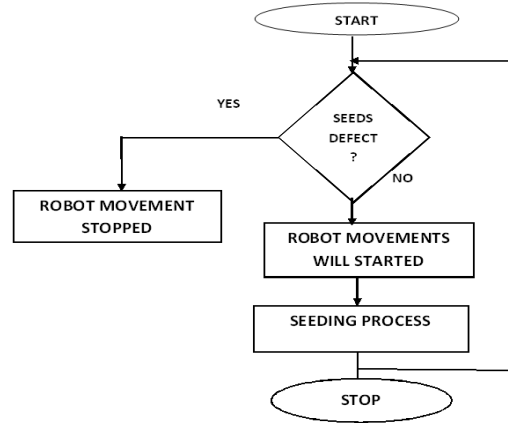 START
YES
SEEDS
DEFECT
?
NO
ROBOT MOVEMENT
STOPPED
ROBOT MOVEMENTS
WILL STARTED
SEEDING PROCESS
STOP